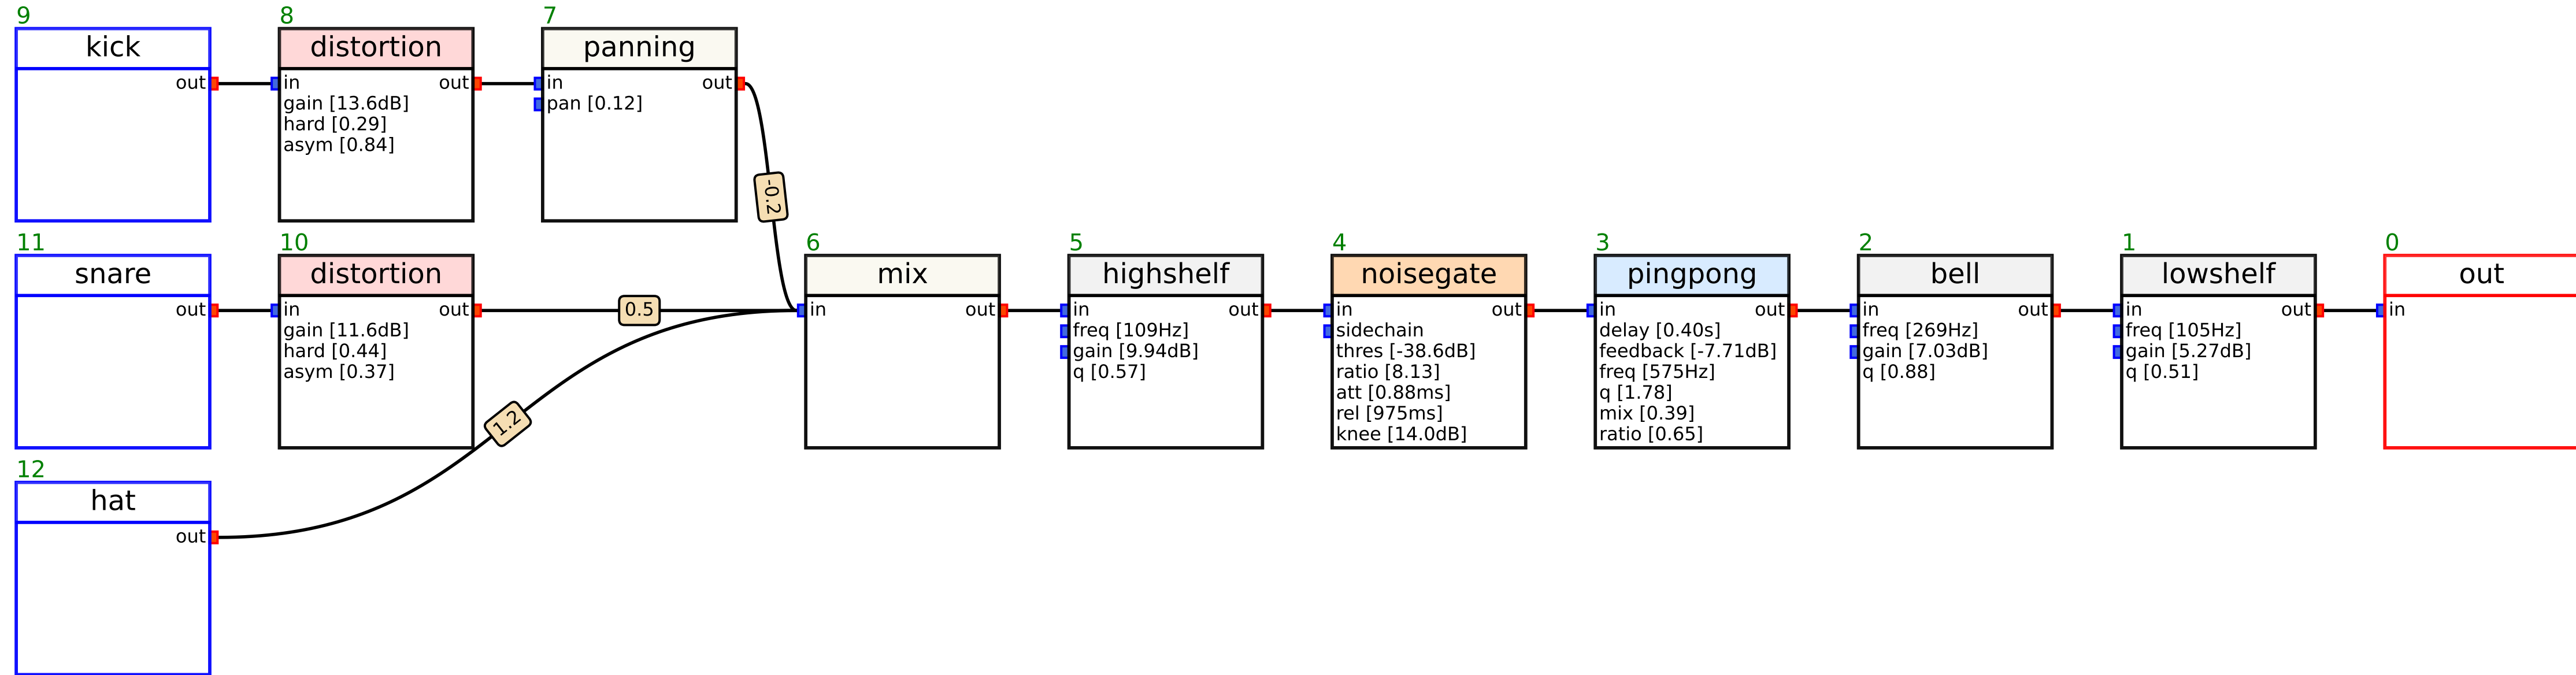 9
kick
out
8
distortion
in out
gain [13.6dB]
hard [0.29]
asym [0.84]
7
panning
in out
pan [0.12]
-0.2
11
snare
out
10
distortion
in out
gain [11.6dB]
hard [0.44]
asym [0.37]
0.5
12
hat
out
1.2
6
mix
in out
5
highshelf
in out
freq [109Hz]
gain [9.94dB]
q [0.57]
4
noisegate
in out
sidechain
thres [-38.6dB]
ratio [8.13]
att [0.88ms]
rel [975ms]
knee [14.0dB]
3
pingpong
in out
delay [0.40s]
feedback [-7.71dB]
freq [575Hz]
q [1.78]
mix [0.39]
ratio [0.65]
2
bell
in out
freq [269Hz]
gain [7.03dB]
q [0.88]
1
lowshelf
in out
freq [105Hz]
gain [5.27dB]
q [0.51]
0
out
in